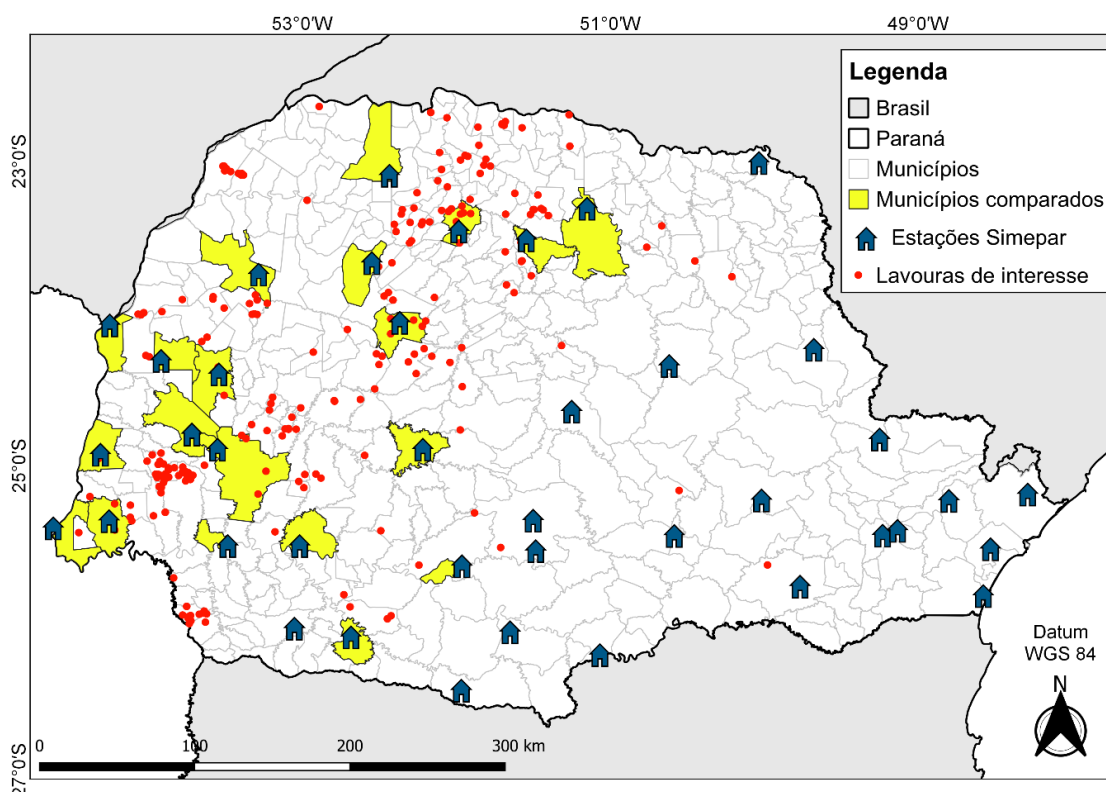 53°0'W
51°0'W
49°0'W
Legenda
Brasil
Paraná
Municípios
Municípios comparados
Estações Simepar
Lavouras de interesse
23°0'S
25°0'S
27°0'S
Datum
WGS 84
N
0
100
200
300 km